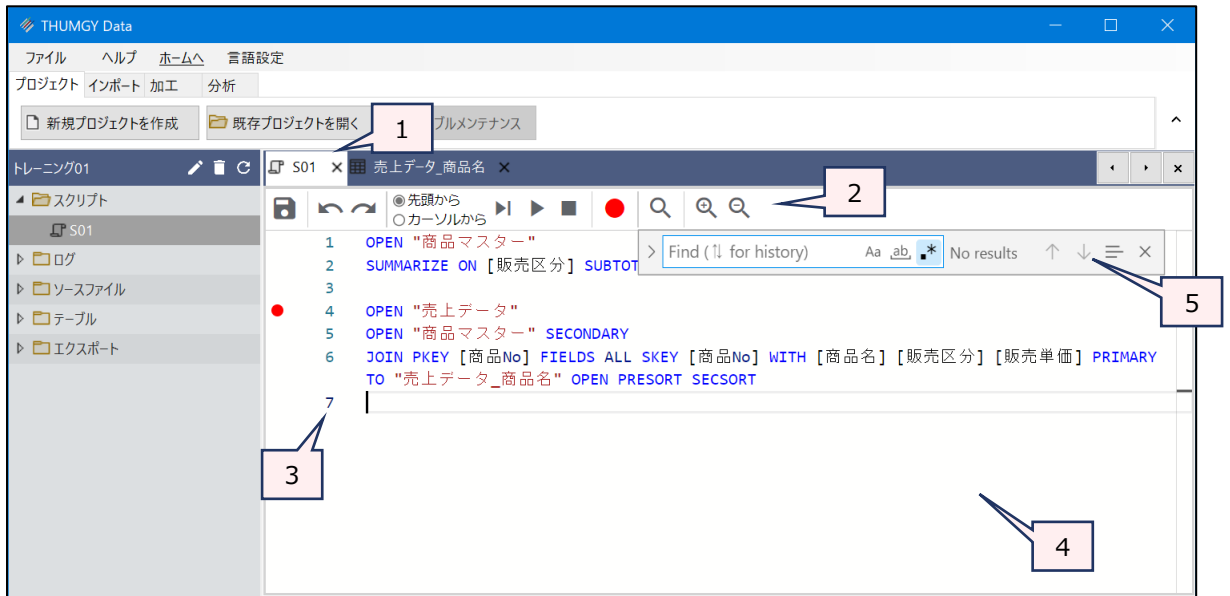 THUMGY Data
ファイル ヘルプ ホームへ 言語設定
プロジェクト インポート 加工 分析
新規プロジェクトを作成 既存プロジェクトを開く ブルメンテナンス
1
トレーニング01 S01 売上データ_商品名
スクリプト
S01
ログ
ソースファイル
テーブル
エクスポート
先頭から
カーソルから
2
1 OPEN "商品マスター"
2 SUMMARIZE ON [販売区分] SUBTOT
Find (⇅ for history) Aa ab, .* No results
3
4 OPEN "売上データ"
5 OPEN "商品マスター" SECONDARY
6 JOIN PKEY [商品No] FIELDS ALL SKEY [商品No] WITH [商品名] [販売区分] [販売単価] PRIMARY
TO "売上データ_商品名" OPEN PRESORT SECSORT
7
5
3
4